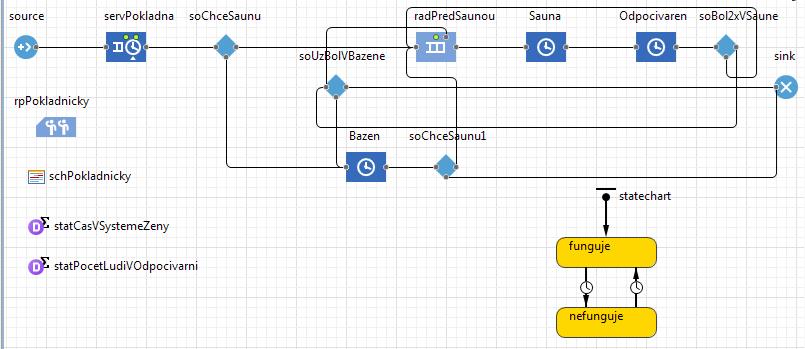 source
servPokladna
soChceSaunu
radPredSaunou
Sauna
Odpocivaren
soBol2xVSaune
soUzBolVBazene
sink
rpPokladnicky
Bazen
soChceSaunu1
schPokladnicky
statechart
statCasVSystemeZeny
funguje
statPocetLudiVOdpocivarni
nefunguje